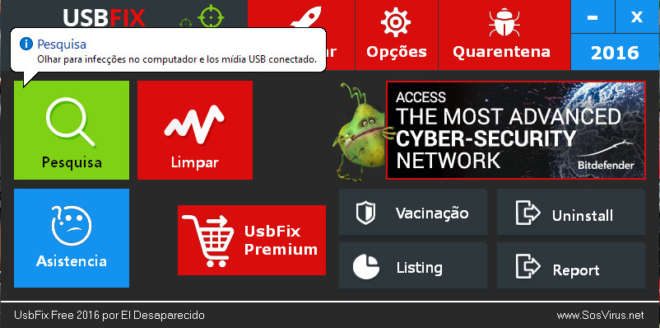 USBFIX
Opções
Quarentena
2016
Pesquisa
Olhar para infecções no computador e los mídia USB conectado.
Pesquisa
Limpar
ACCESS
THE MOST ADVANCED
CYBER-SECURITY
NETWORK
Bitdefender
Asistencia
UsbFix
Premium
Vacinação
Uninstall
Listing
Report
UsbFix Free 2016 por El Desaparecido
www.SosVirus.net